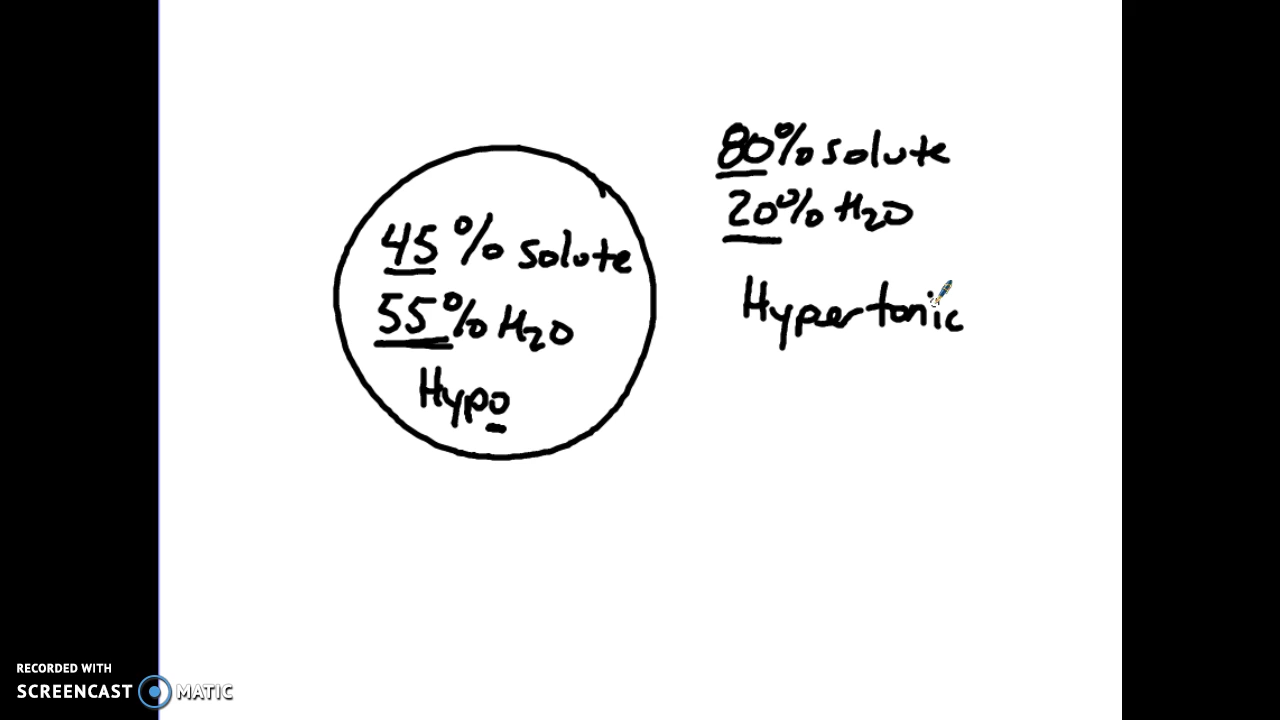 45% solute
55% H2O
Hypo
80% solute
20% H2O
Hypertonic
RECORDED WITH
SCREENCAST MATIC